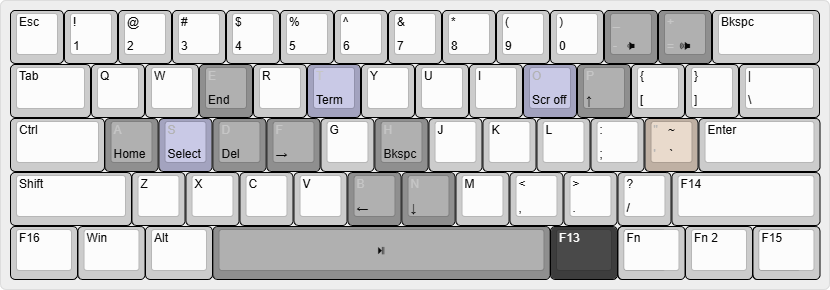 Esc ! @ # $ % ^ & * ( ) _ + Bkspc
1 2 3 4 5 6 7 8 9 0 - =
Tab Q W E R Y U I O P { } |
End Term Scr off ↑ [ ] \
Ctrl A S D F G H J K L : " ~ Enter
Home Select Del → Bkspc ; ' `
Shift Z X C V B N M < > ? F14
← ↓ , . /
F16 Win Alt F13 Fn Fn 2 F15